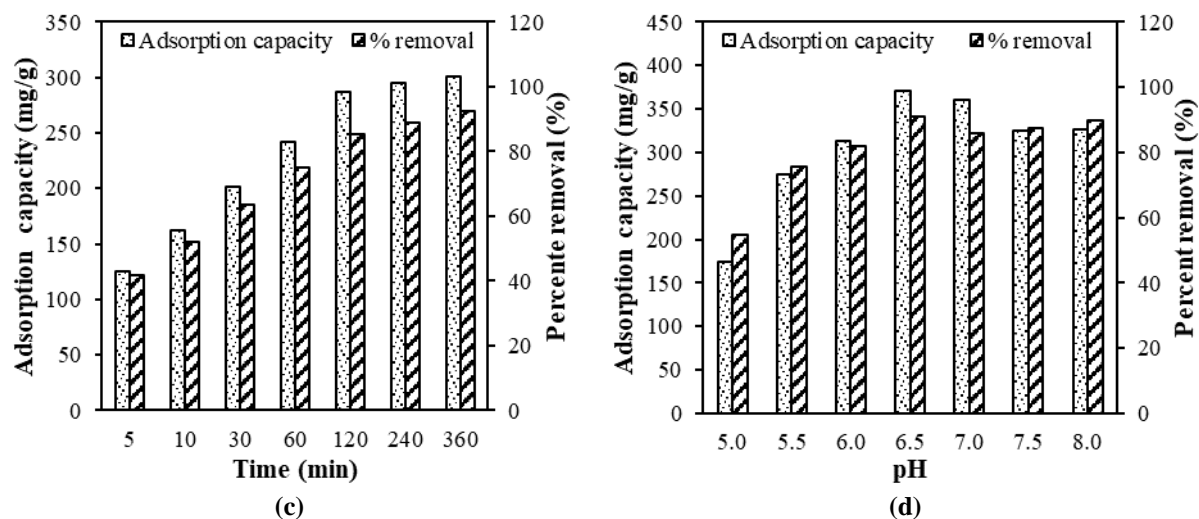 Adsorption capacity % removal
Adsorption capacity (mg/g)
350
300
250
200
150
100
50
0
120
100
80
60
40
20
0
Percente removal (%)
5 10 30 60 120 240 360
Time (min)
(c)
Adsorption capacity % removal
Adsorption capacity (mg/g)
450
400
350
300
250
200
150
100
50
0
120
100
80
60
40
20
0
Percent removal (%)
5.0 5.5 6.0 6.5 7.0 7.5 8.0
pH
(d)